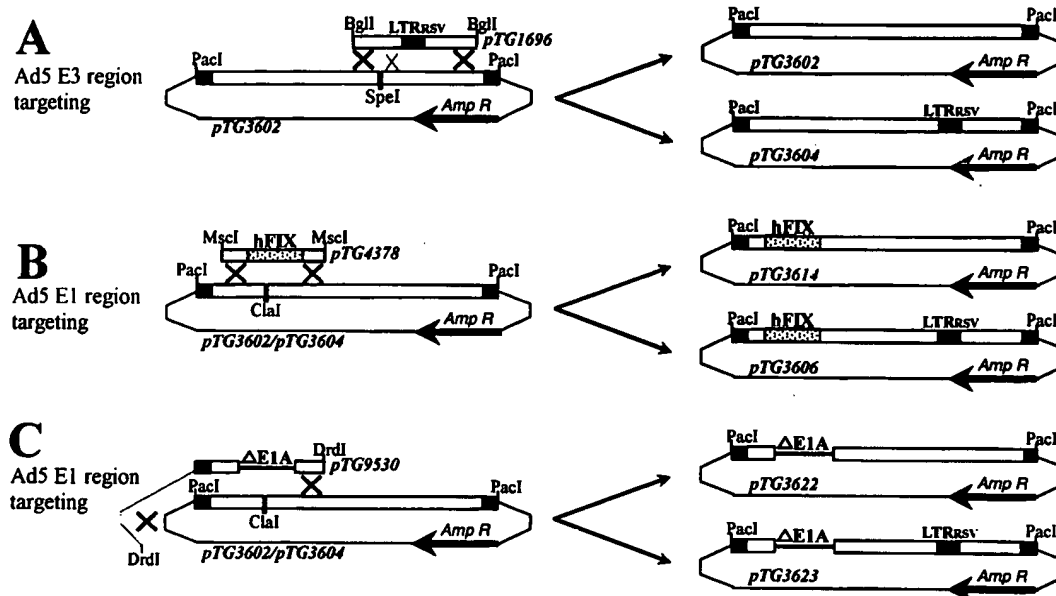 A
Ad5 E3 region
targeting
BglI
LTRRSV
BglI
pTG1696
PacI
PacI
SpeI
Amp R
pTG3602
PacI
PacI
pTG3602
Amp R
LTRRSV
PacI
PacI
pTG3604
Amp R
B
Ad5 E1 region
targeting
MscI
hFIX
MscI
pTG4378
PacI
PacI
ClaI
Amp R
pTG3602/pTG3604
PacI
hFIX
PacI
pTG3614
Amp R
PacI
hFIX
LTRRSV
PacI
pTG3606
Amp R
C
Ad5 E1 region
targeting
ΔE1A
DrdI
pTG9530
PacI
PacI
ClaI
Amp R
DrdI
pTG3602/pTG3604
PacI
ΔE1A
PacI
pTG3622
Amp R
PacI
ΔE1A
LTRRSV
PacI
pTG3623
Amp R